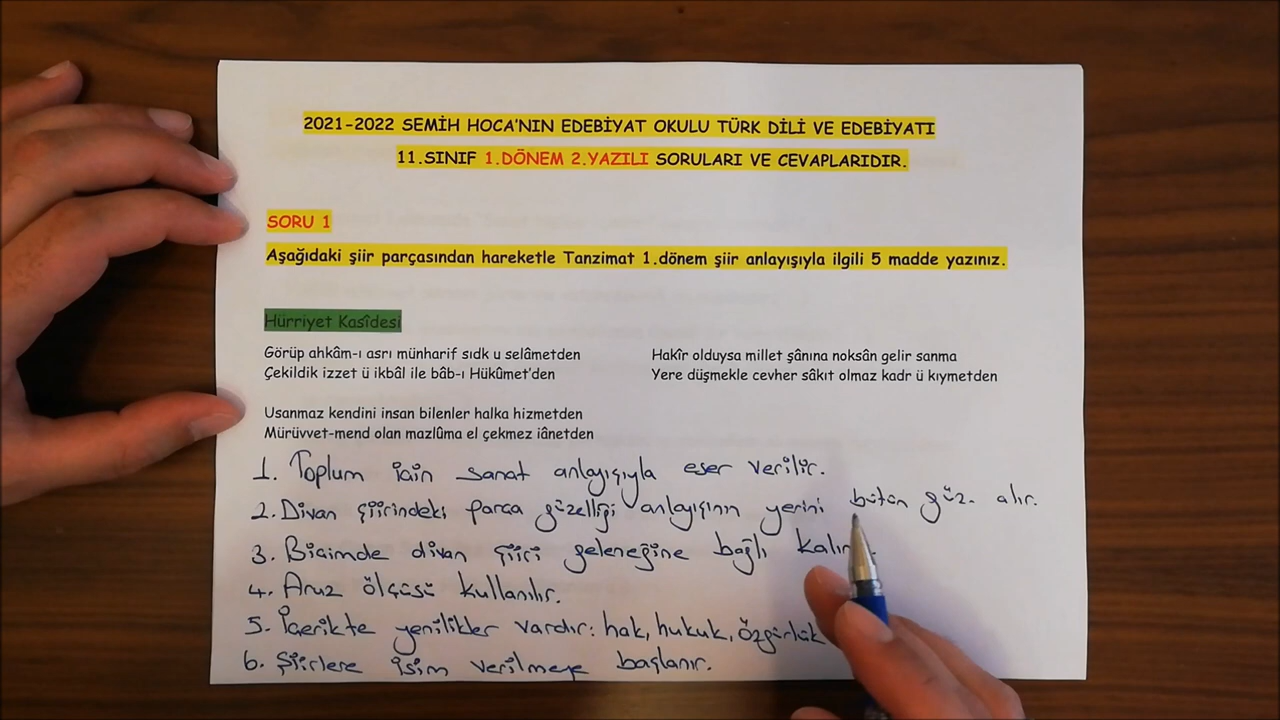 2021-2022 SEMİH HOCA'NIN EDEBİYAT OKULU TÜRK DİLİ VE EDEBİYATI
11.SINIF 1.DÖNEM 2.YAZILI SORULARI VE CEVAPLARIDIR.
SORU 1
Aşağıdaki şiir parçasından hareketle Tanzimat 1.dönem şiir anlayışıyla ilgili 5 madde yazınız.
Hürriyet Kasîdesi
Görüp ahkâm-ı asrı münharif sıdk u selâmetden
Çekildik izzet ü ikbâl ile bâb-ı Hükûmet'den
Usanmaz kendini insan bilenler halka hizmetden
Mürüvvet-mend olan mazlûma el çekmez iânetden
Hakîr olduysa millet şânına noksân gelir sanma
Yere düşmekle cevher sâkıt olmaz kadr ü kıymetden
1. Toplum için sanat anlayışıyla eser verilir.
2. Divan şiirindeki parça güzelliği anlayışının yerini bütün güz. alır.
3. Biçimde divan şiiri geleneğine bağlı
4. Aruz ölçüsü kullanılır.
5. İçerikte yenilikler vardır: hak, hukuk, özgürlük
6. Şiirlere isim verilmeye başlanır.